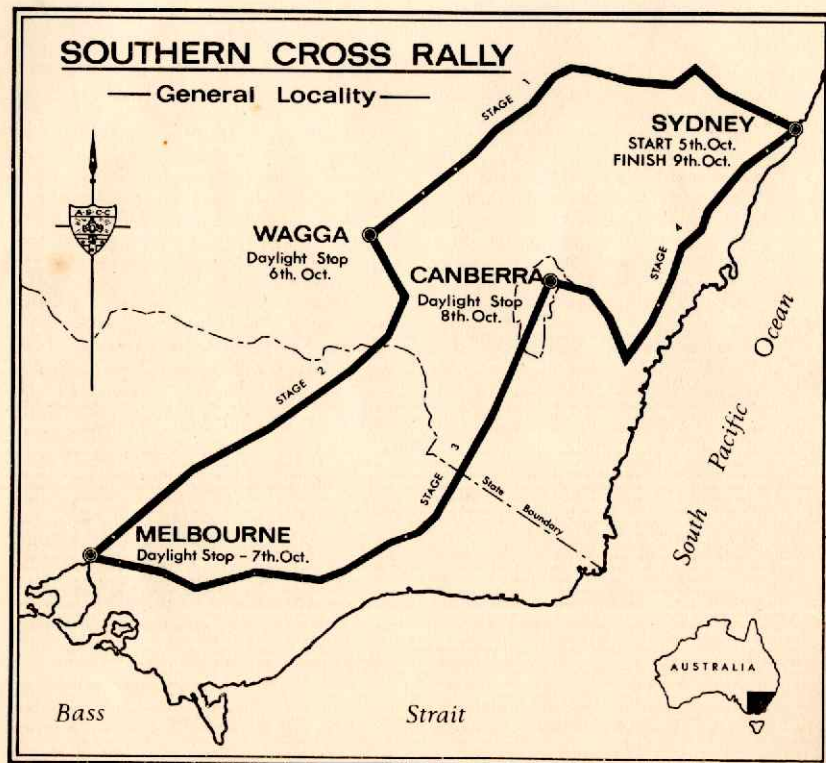 SOUTHERN CROSS RALLY
General Locality
STAGE 1
SYDNEY
START 5th.Oct.
FINISH 9th.Oct.
A·S·C·C
WAGGA
Daylight Stop
6th. Oct.
STAGE 4
CANBERRA
Daylight Stop
8th.Oct.
Ocean
STAGE 2
Pacific
STAGE 3
State Boundary
South
MELBOURNE
Daylight Stop – 7th.Oct.
AUSTRALIA
Bass
Strait